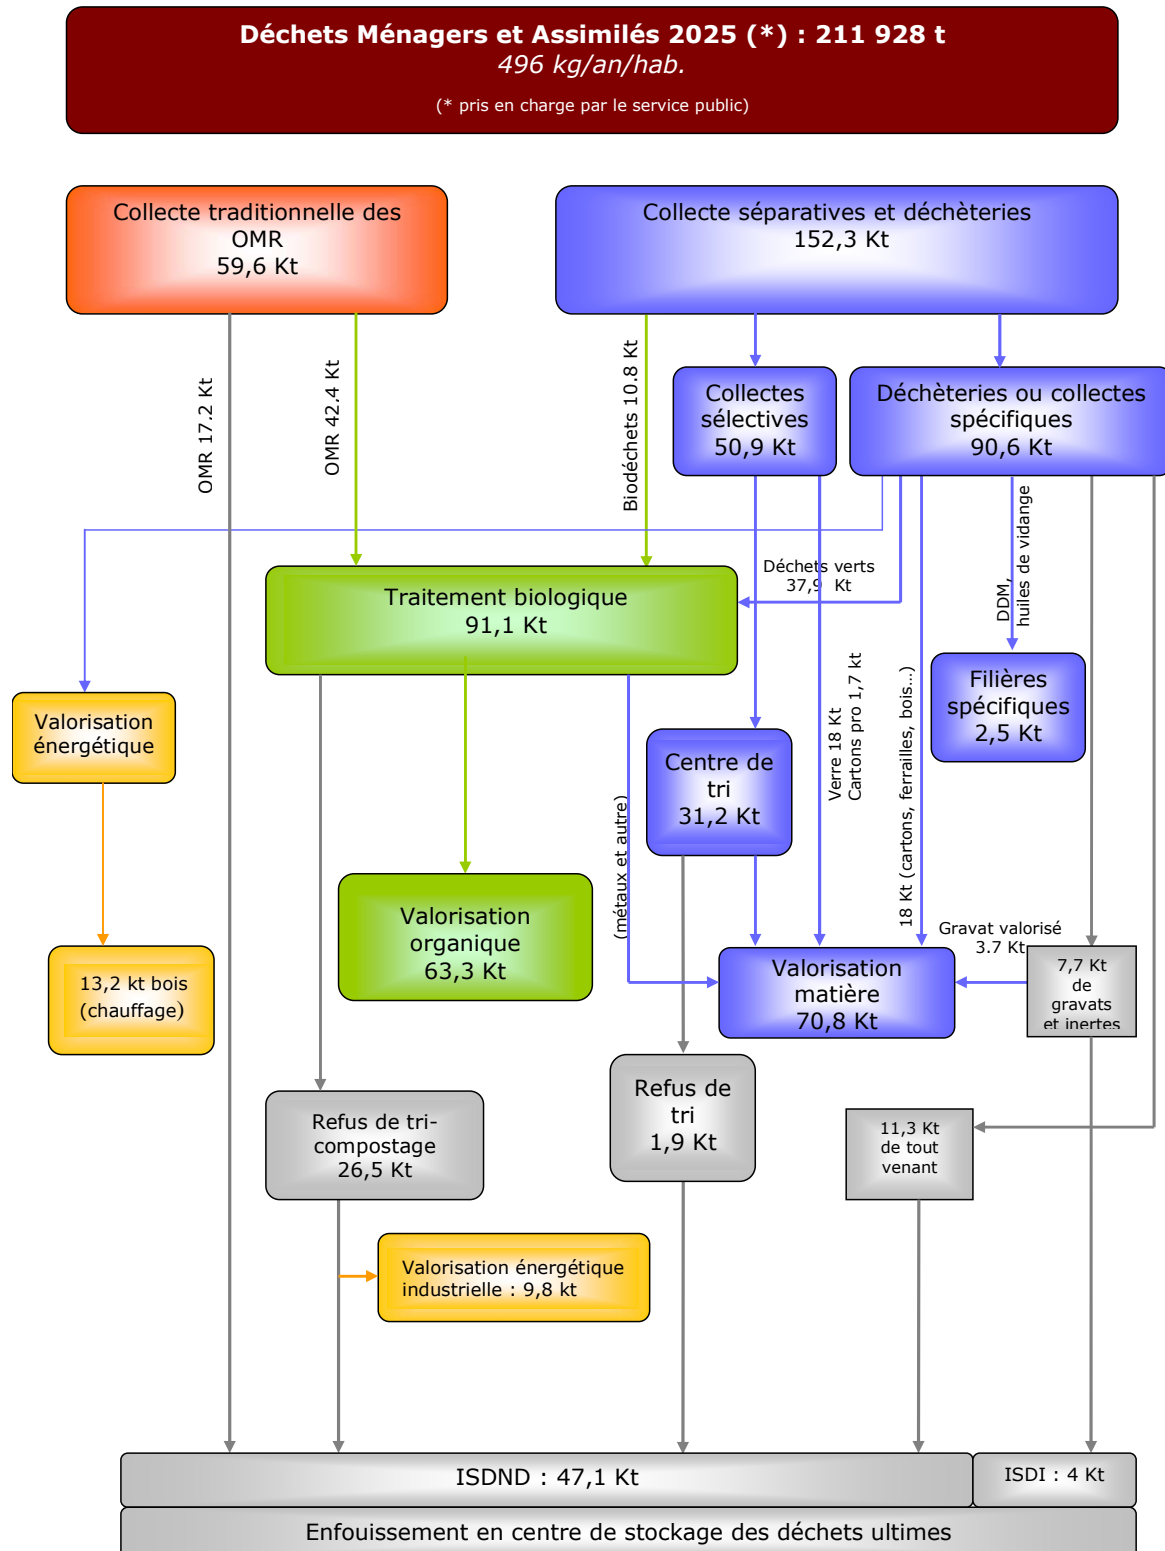 Déchets Ménagers et Assimilés 2025 (*) : 211 928 t
496 kg/an/hab.
(* pris en charge par le service public)
Collecte traditionnelle des
OMR
59,6 Kt
Collecte séparatives et déchèteries
152,3 Kt
OMR 17.2 Kt
OMR 42.4 Kt
Biodéchets 10.8 Kt
Collectes
sélectives
50,9 Kt
Déchèteries ou collectes
spécifiques
90,6 Kt
Traitement biologique
91,1 Kt
Déchets verts
37,9 Kt
DDM,
huiles de vidange
Filières
spécifiques
2,5 Kt
Valorisation
énergétique
Centre de
tri
31,2 Kt
Verre 18 Kt
Cartons pro 1,7 kt
18 Kt (cartons, ferrailles, bois…)
(métaux et autre)
Valorisation
organique
63,3 Kt
Gravat valorisé
3.7 Kt
13,2 kt bois
(chauffage)
Valorisation
matière
70,8 Kt
7,7 Kt
de
gravats
et inertes
Refus de tri-
compostage
26,5 Kt
Refus de
tri
1,9 Kt
11,3 Kt
de tout
venant
Valorisation énergétique
industrielle : 9,8 kt
ISDND : 47,1 Kt
ISDI : 4 Kt
Enfouissement en centre de stockage des déchets ultimes